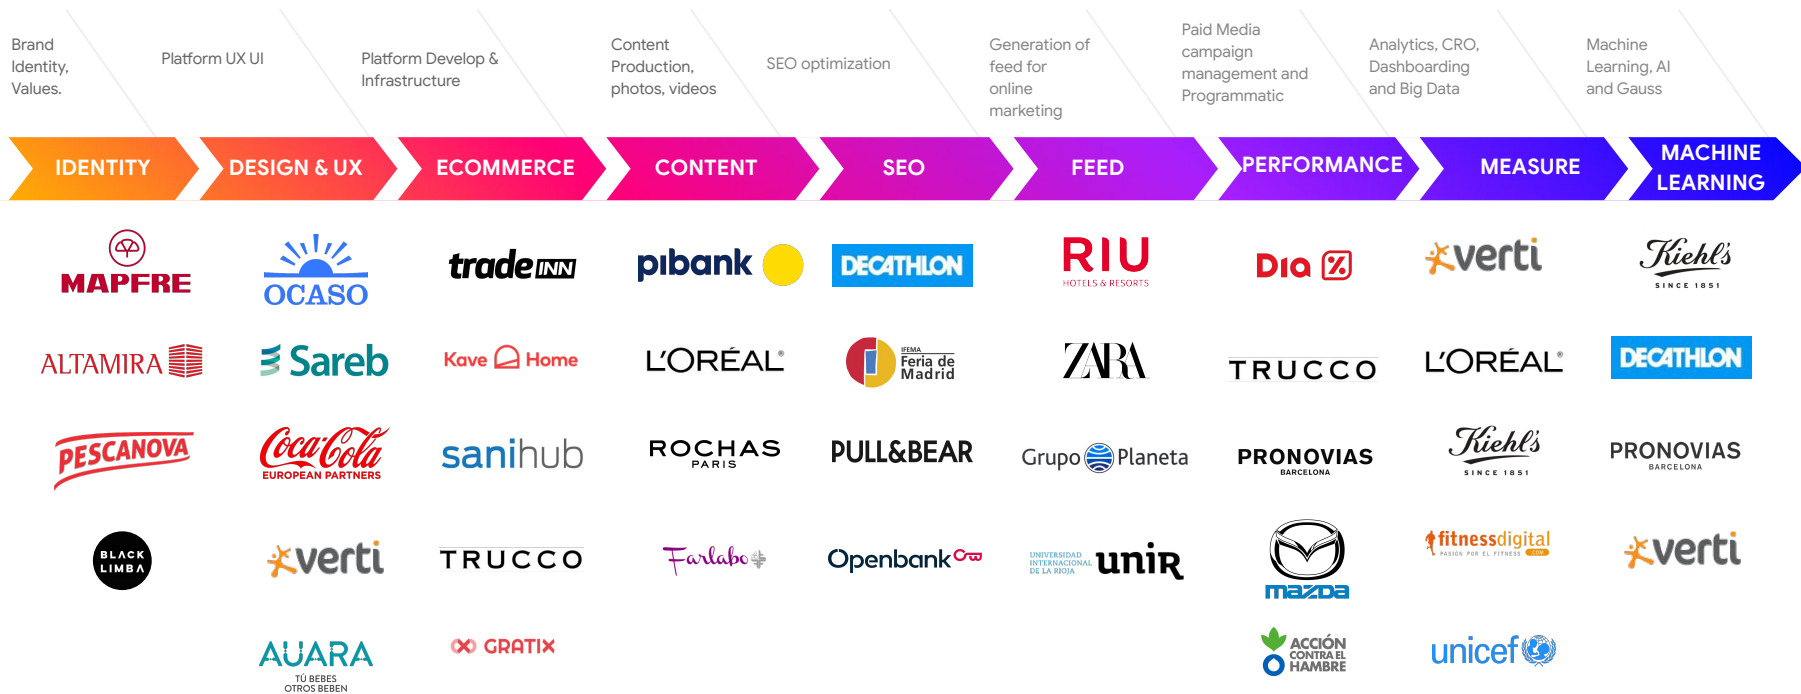 Brand
Identity,
Values.
Platform UX UI
Platform Develop &
Infrastructure
Content
Production,
photos, videos
SEO optimization
Generation of
feed for
online
marketing
Paid Media
campaign
management and
Programmatic
Analytics, CRO,
Dashboarding
and Big Data
Machine
Learning, AI
and Gauss
IDENTITY
DESIGN & UX
ECOMMERCE
CONTENT
SEO
FEED
PERFORMANCE
MEASURE
MACHINE
LEARNING
MAPFRE
OCASO
tradeINN
pibank
DECATHLON
RIU
HOTELS & RESORTS
Dia %
verti
Kiehl's
SINCE 1851
ALTAMIRA
Sareb
Kave Home
L'ORÉAL®
IFEMA
Feria de
Madrid
ZARA
TRUCCO
L'ORÉAL®
DECATHLON
PESCANOVA
Coca-Cola
EUROPEAN PARTNERS
sanihub
ROCHAS
PARIS
PULL&BEAR
Grupo Planeta
PRONOVIAS
BARCELONA
Kiehl's
SINCE 1851
PRONOVIAS
BARCELONA
BLACK
LIMBA
verti
TRUCCO
Farlabo
Openbank
UNIVERSIDAD
INTERNACIONAL
DE LA RIOJA
uniR
mazda
fitnessdigital
PASIÓN POR EL FITNESS .COM
verti
AUARA
TÚ BEBES
OTROS BEBEN
GRATIX
ACCIÓN
CONTRA EL
HAMBRE
unicef